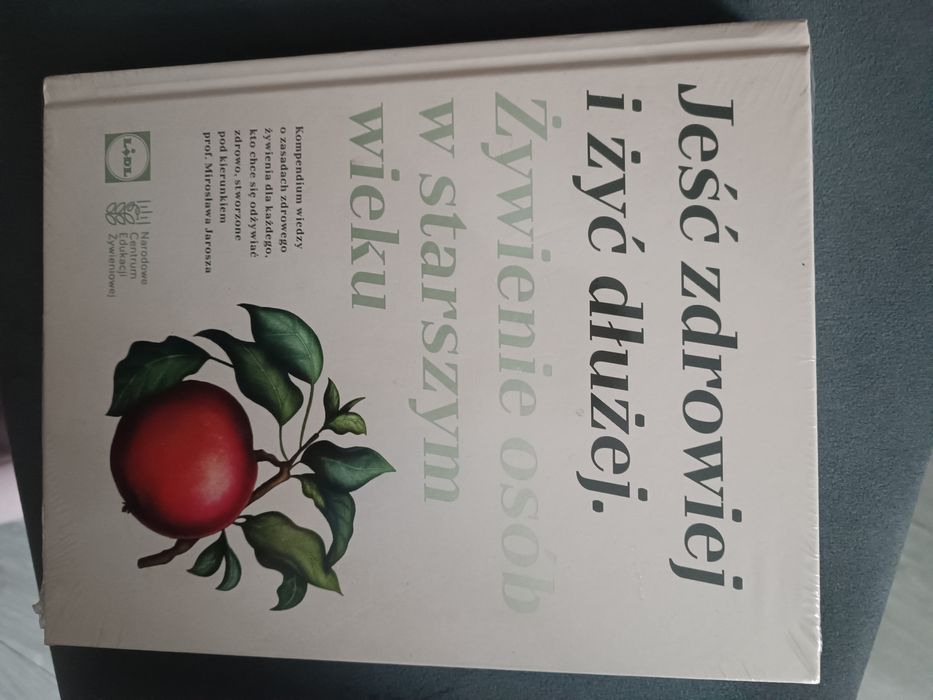 Jeść zdrowiej
i żyć dłużej.
Żywienie osób
w starszym
wieku
Kompendium wiedzy
o zasadach zdrowego
żywienia dla każdego,
kto chce się odżywiać
zdrowo, stworzone
pod kierunkiem
prof. Mirosława Jarosza
LIDL
Narodowe
Centrum
Edukacji
Żywieniowej